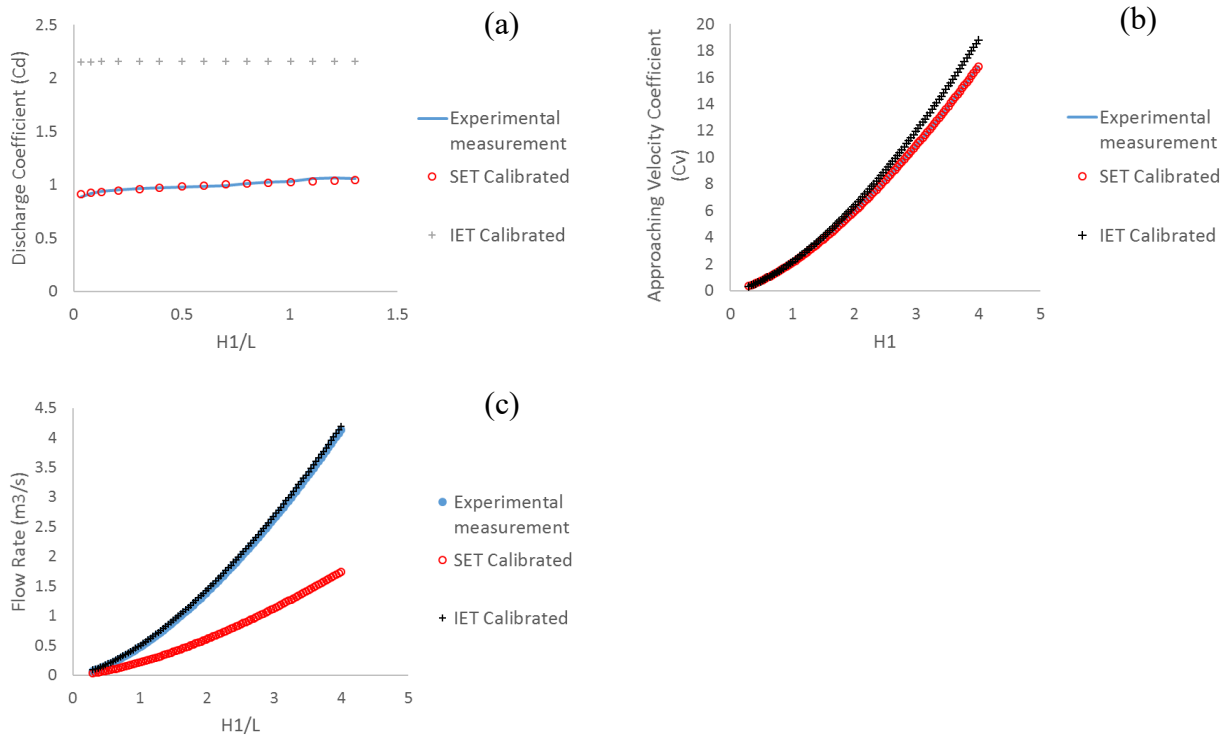 (a)
Discharge Coefficient (Cd)
2.5
2
1.5
1
0.5
0
0
0.5
1
1.5
H1/L
Experimental
measurement
SET Calibrated
IET Calibrated
(b)
Approaching Velocity Coefficient
(Cv)
20
18
16
14
12
10
8
6
4
2
0
0
1
2
3
4
5
H1
Experimental
measurement
SET Calibrated
IET Calibrated
(c)
Flow Rate (m3/s)
4.5
4
3.5
3
2.5
2
1.5
1
0.5
0
0
1
2
3
4
5
H1/L
Experimental
measurement
SET Calibrated
IET Calibrated